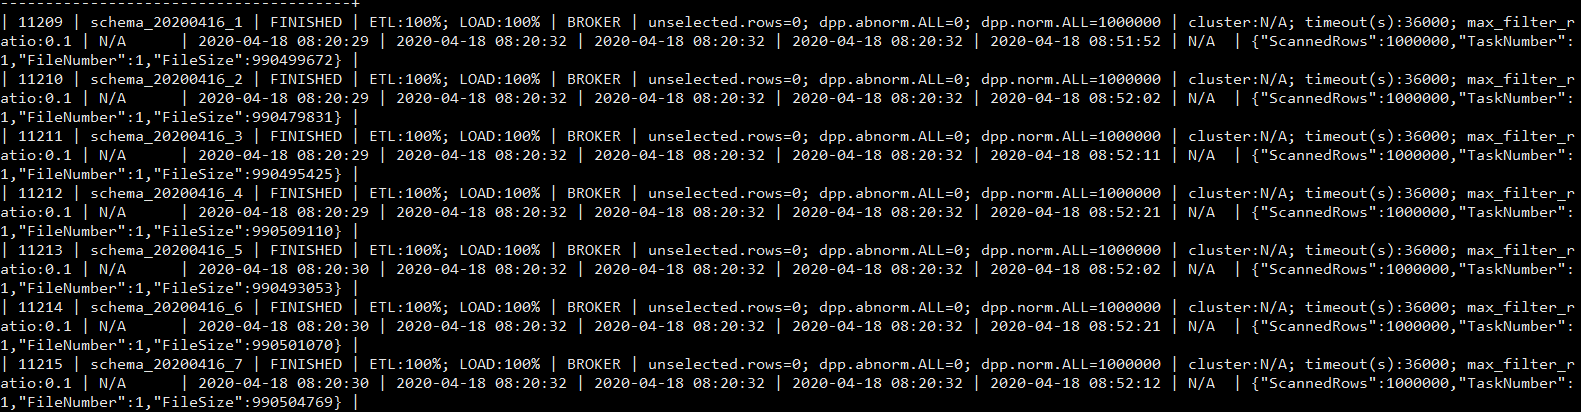 -----------------------------------------+
| 11209 | schema_20200416_1 | FINISHED | ETL:100%; LOAD:100% | BROKER | unselected.rows=0; dpp.abnorm.ALL=0; dpp.norm.ALL=1000000 | cluster:N/A; timeout(s):36000; max_filter_r
atio:0.1 | N/A      | 2020-04-18 08:20:29 | 2020-04-18 08:20:32 | 2020-04-18 08:20:32 | 2020-04-18 08:20:32 | 2020-04-18 08:51:52 | N/A  | {"ScannedRows":1000000,"TaskNumber":
1,"FileNumber":1,"FileSize":990499672} |
| 11210 | schema_20200416_2 | FINISHED | ETL:100%; LOAD:100% | BROKER | unselected.rows=0; dpp.abnorm.ALL=0; dpp.norm.ALL=1000000 | cluster:N/A; timeout(s):36000; max_filter_r
atio:0.1 | N/A      | 2020-04-18 08:20:29 | 2020-04-18 08:20:32 | 2020-04-18 08:20:32 | 2020-04-18 08:20:32 | 2020-04-18 08:52:02 | N/A  | {"ScannedRows":1000000,"TaskNumber":
1,"FileNumber":1,"FileSize":990479831} |
| 11211 | schema_20200416_3 | FINISHED | ETL:100%; LOAD:100% | BROKER | unselected.rows=0; dpp.abnorm.ALL=0; dpp.norm.ALL=1000000 | cluster:N/A; timeout(s):36000; max_filter_r
atio:0.1 | N/A      | 2020-04-18 08:20:29 | 2020-04-18 08:20:32 | 2020-04-18 08:20:32 | 2020-04-18 08:20:32 | 2020-04-18 08:52:11 | N/A  | {"ScannedRows":1000000,"TaskNumber":
1,"FileNumber":1,"FileSize":990495425} |
| 11212 | schema_20200416_4 | FINISHED | ETL:100%; LOAD:100% | BROKER | unselected.rows=0; dpp.abnorm.ALL=0; dpp.norm.ALL=1000000 | cluster:N/A; timeout(s):36000; max_filter_r
atio:0.1 | N/A      | 2020-04-18 08:20:29 | 2020-04-18 08:20:32 | 2020-04-18 08:20:32 | 2020-04-18 08:20:32 | 2020-04-18 08:52:21 | N/A  | {"ScannedRows":1000000,"TaskNumber":
1,"FileNumber":1,"FileSize":990509110} |
| 11213 | schema_20200416_5 | FINISHED | ETL:100%; LOAD:100% | BROKER | unselected.rows=0; dpp.abnorm.ALL=0; dpp.norm.ALL=1000000 | cluster:N/A; timeout(s):36000; max_filter_r
atio:0.1 | N/A      | 2020-04-18 08:20:30 | 2020-04-18 08:20:32 | 2020-04-18 08:20:32 | 2020-04-18 08:20:32 | 2020-04-18 08:52:02 | N/A  | {"ScannedRows":1000000,"TaskNumber":
1,"FileNumber":1,"FileSize":990493053} |
| 11214 | schema_20200416_6 | FINISHED | ETL:100%; LOAD:100% | BROKER | unselected.rows=0; dpp.abnorm.ALL=0; dpp.norm.ALL=1000000 | cluster:N/A; timeout(s):36000; max_filter_r
atio:0.1 | N/A      | 2020-04-18 08:20:30 | 2020-04-18 08:20:32 | 2020-04-18 08:20:32 | 2020-04-18 08:20:32 | 2020-04-18 08:52:21 | N/A  | {"ScannedRows":1000000,"TaskNumber":
1,"FileNumber":1,"FileSize":990501070} |
| 11215 | schema_20200416_7 | FINISHED | ETL:100%; LOAD:100% | BROKER | unselected.rows=0; dpp.abnorm.ALL=0; dpp.norm.ALL=1000000 | cluster:N/A; timeout(s):36000; max_filter_r
atio:0.1 | N/A      | 2020-04-18 08:20:30 | 2020-04-18 08:20:32 | 2020-04-18 08:20:32 | 2020-04-18 08:20:32 | 2020-04-18 08:52:12 | N/A  | {"ScannedRows":1000000,"TaskNumber":
1,"FileNumber":1,"FileSize":990504769} |